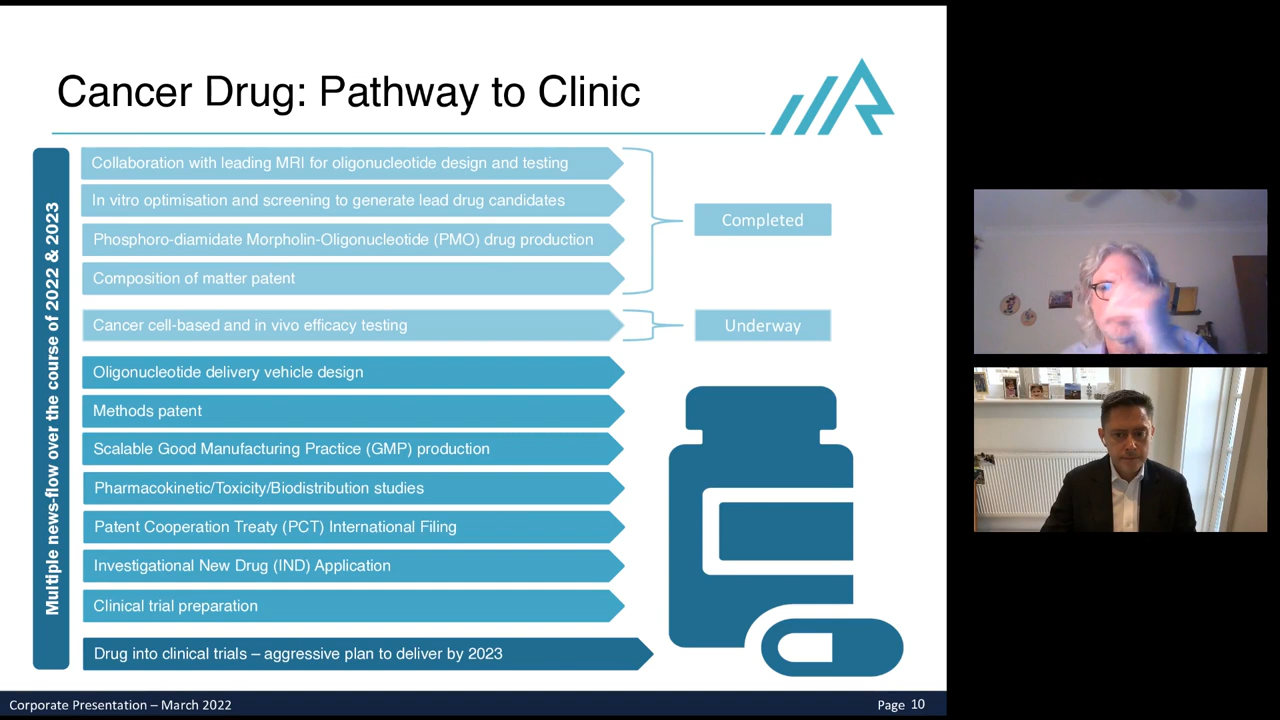 Cancer Drug: Pathway to Clinic
Multiple news-flow over the course of 2022 & 2023
Collaboration with leading MRI for oligonucleotide design and testing
In vitro optimisation and screening to generate lead drug candidates
Phosphoro-diamidate Morpholin-Oligonucleotide (PMO) drug production
Composition of matter patent
Completed
Cancer cell-based and in vivo efficacy testing
Underway
Oligonucleotide delivery vehicle design
Methods patent
Scalable Good Manufacturing Practice (GMP) production
Pharmacokinetic/Toxicity/Biodistribution studies
Patent Cooperation Treaty (PCT) International Filing
Investigational New Drug (IND) Application
Clinical trial preparation
Drug into clinical trials – aggressive plan to deliver by 2023
Corporate Presentation – March 2022
Page 10